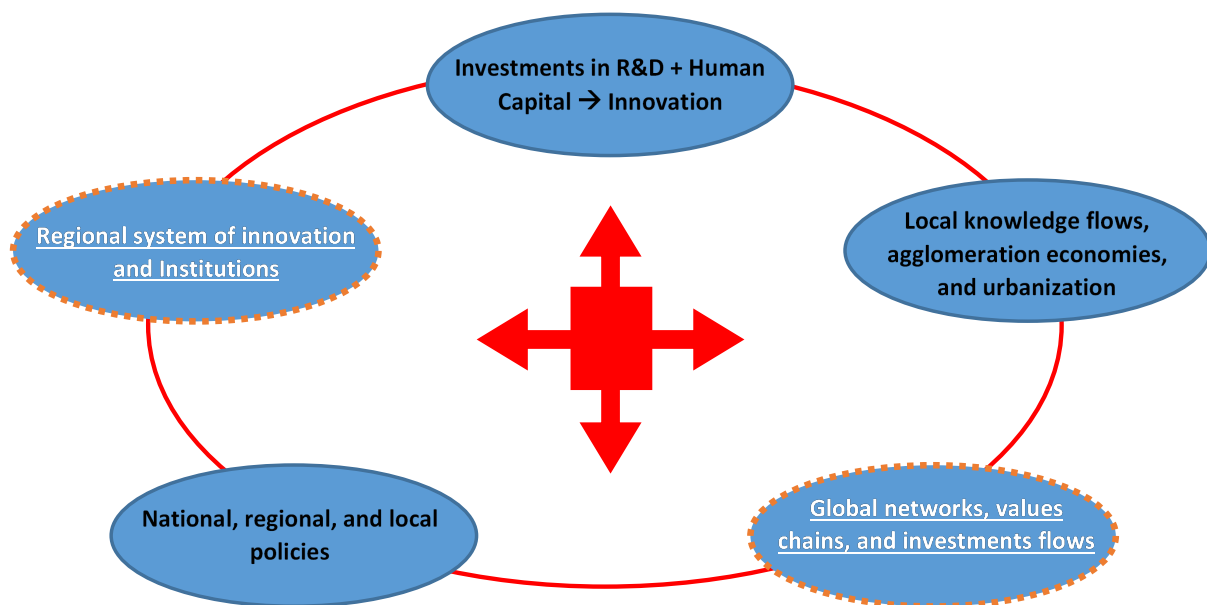 Investments in R&D + Human
Capital → Innovation
Regional system of innovation
and Institutions
Local knowledge flows,
agglomeration economies,
and urbanization
National, regional, and local
policies
Global networks, values
chains, and investments flows